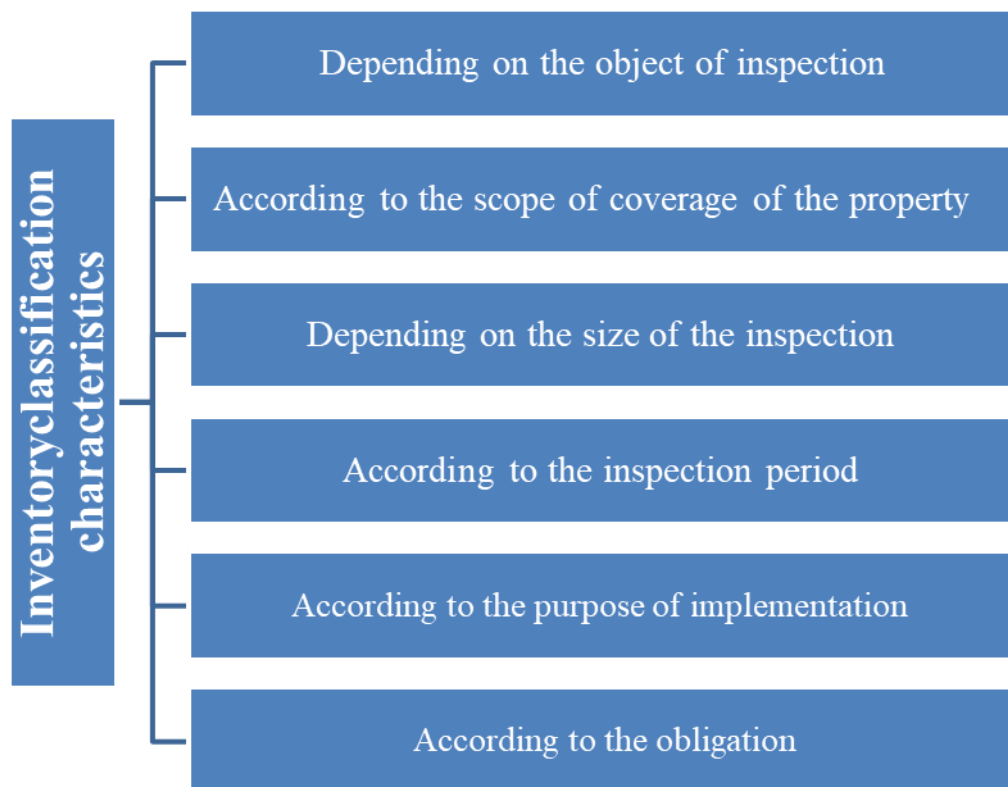 Inventoryclassification
characteristics
Depending on the object of inspection
According to the scope of coverage of the property
Depending on the size of the inspection
According to the inspection period
According to the purpose of implementation
According to the obligation